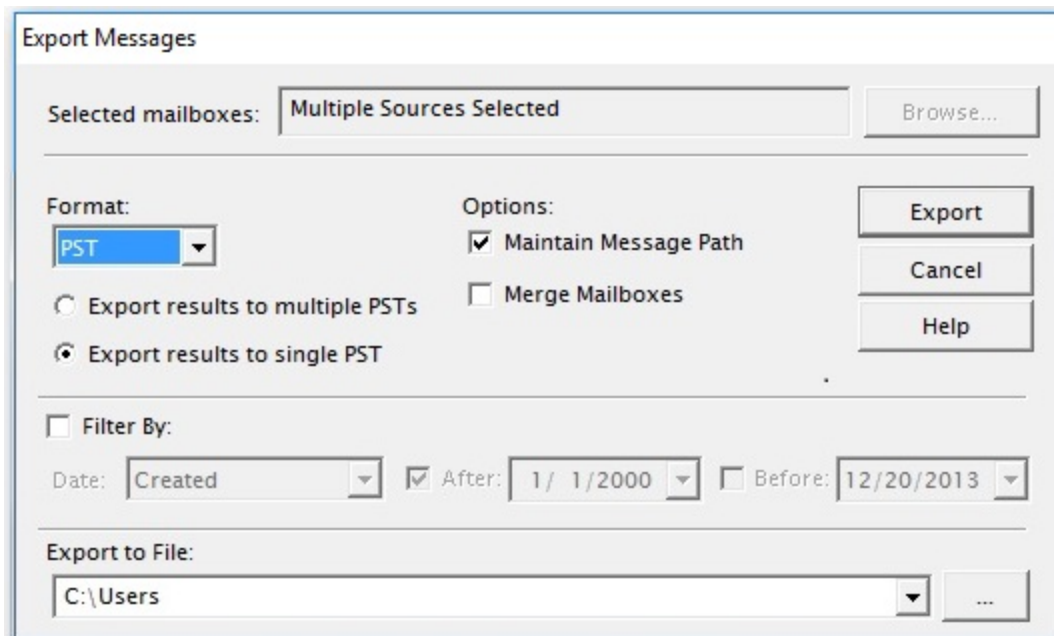 Export Messages
Selected mailboxes: Multiple Sources Selected Browse...
Format: Options:
PST Maintain Message Path Export
Cancel
Export results to multiple PSTs Merge Mailboxes
Help
Export results to single PST
Filter By:
Date: Created After: 1/ 1/2000 Before: 12/20/2013
Export to File:
C:\Users ...